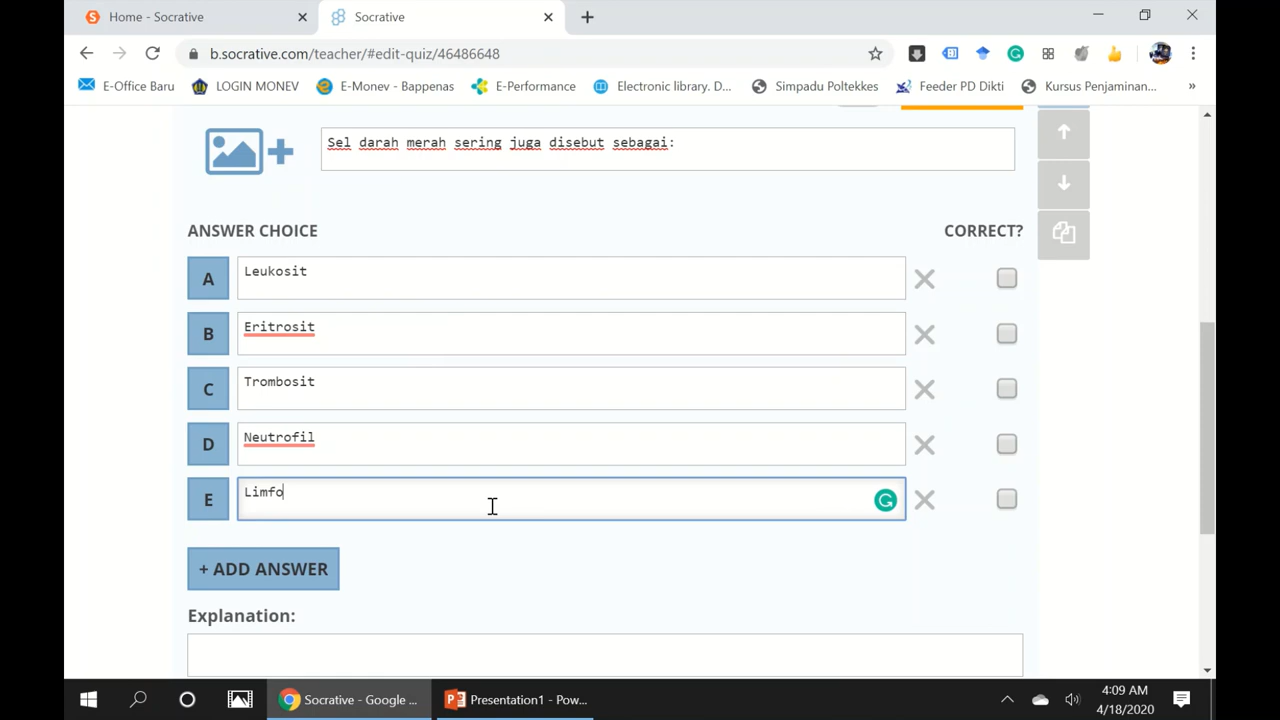 Home - Socrative
Socrative
b.socrative.com/teacher/#edit-quiz/46486648
E-Office Baru
LOGIN MONEV
E-Money - Bappenas
E-Performance
Electronic library. D...
Simpadu Poltekkes
Feeder PD Dikti
Kursus Penjaminan...
»
Sel darah merah sering juga disebut sebagai:
ANSWER CHOICE
CORRECT?
A
Leukosit
B
Eritrosit
C
Trombosit
D
Neutrofil
E
Limfo
+ ADD ANSWER
Explanation:
Socrative - Google ...
Presentation1 - Pow...
4:09 AM
4/18/2020